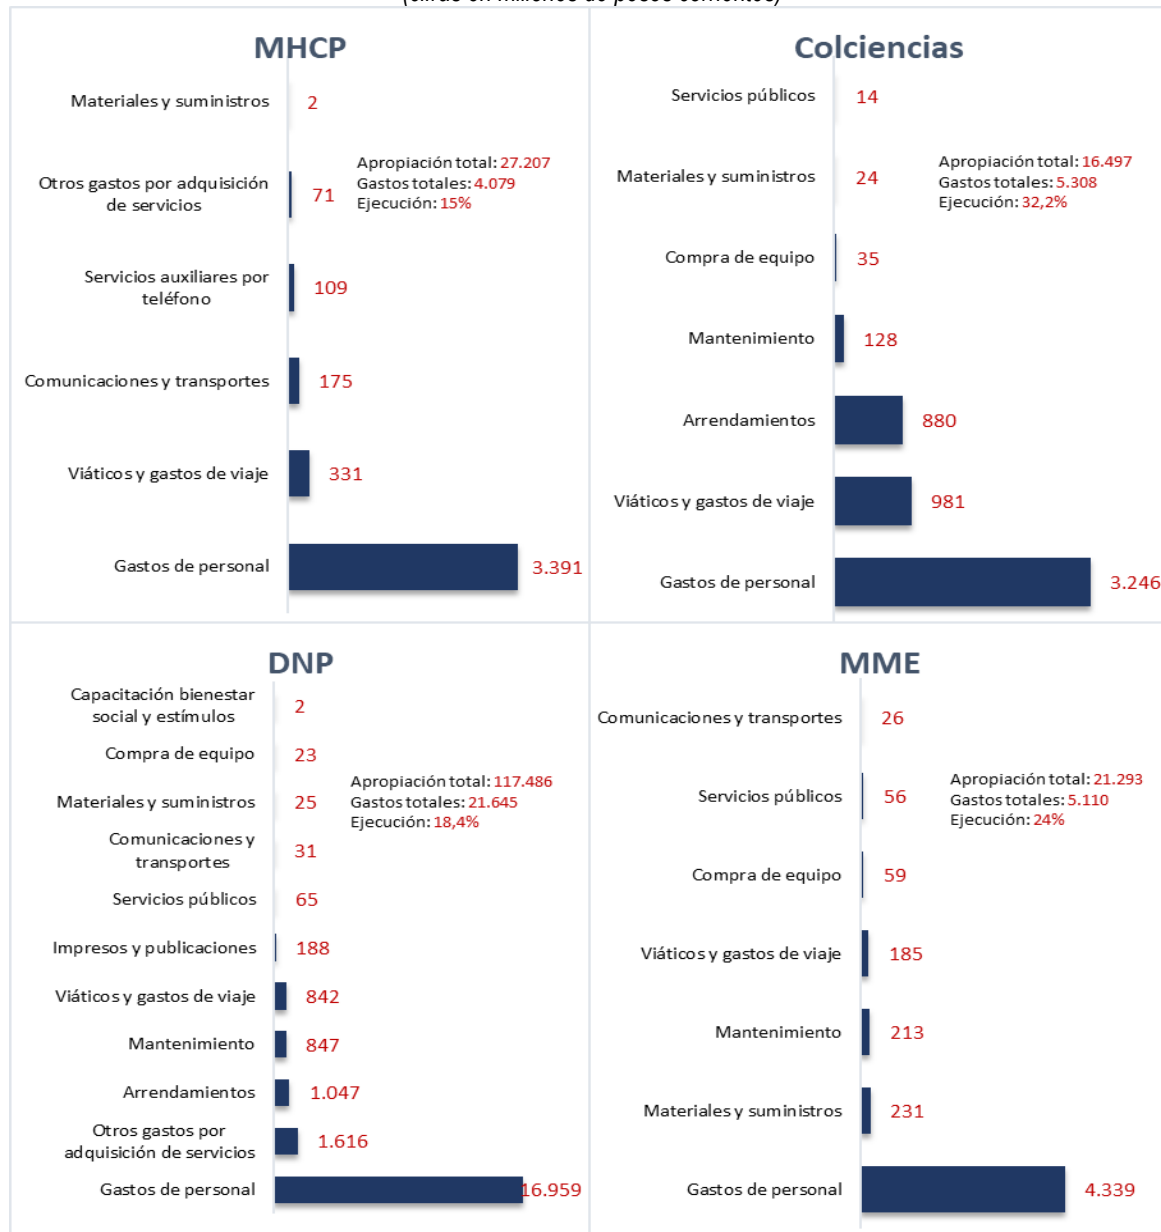 (cifras en millones de pesos corrientes)
MHCP
Materiales y suministros 2
Apropiación total: 27.207
Gastos totales: 4.079
Ejecución: 15%
Otros gastos por adquisición
de servicios 71
Servicios auxiliares por
teléfono 109
Comunicaciones y transportes 175
Viáticos y gastos de viaje 331
Gastos de personal 3.391
Colciencias
Servicios públicos 14
Apropiación total: 16.497
Gastos totales: 5.308
Ejecución: 32,2%
Materiales y suministros 24
Compra de equipo 35
Mantenimiento 128
Arrendamientos 880
Viáticos y gastos de viaje 981
Gastos de personal 3.246
DNP
Capacitación bienestar
social y estímulos 2
Compra de equipo 23
Apropiación total: 117.486
Gastos totales: 21.645
Ejecución: 18,4%
Materiales y suministros 25
Comunicaciones y
transportes 31
Servicios públicos 65
Impresos y publicaciones 188
Viáticos y gastos de viaje 842
Mantenimiento 847
Arrendamientos 1.047
Otros gastos por
adquisición de servicios 1.616
Gastos de personal 16.959
MME
Comunicaciones y transportes 26
Apropiación total: 21.293
Gastos totales: 5.110
Ejecución: 24%
Servicios públicos 56
Compra de equipo 59
Viáticos y gastos de viaje 185
Mantenimiento 213
Materiales y suministros 231
Gastos de personal 4.339